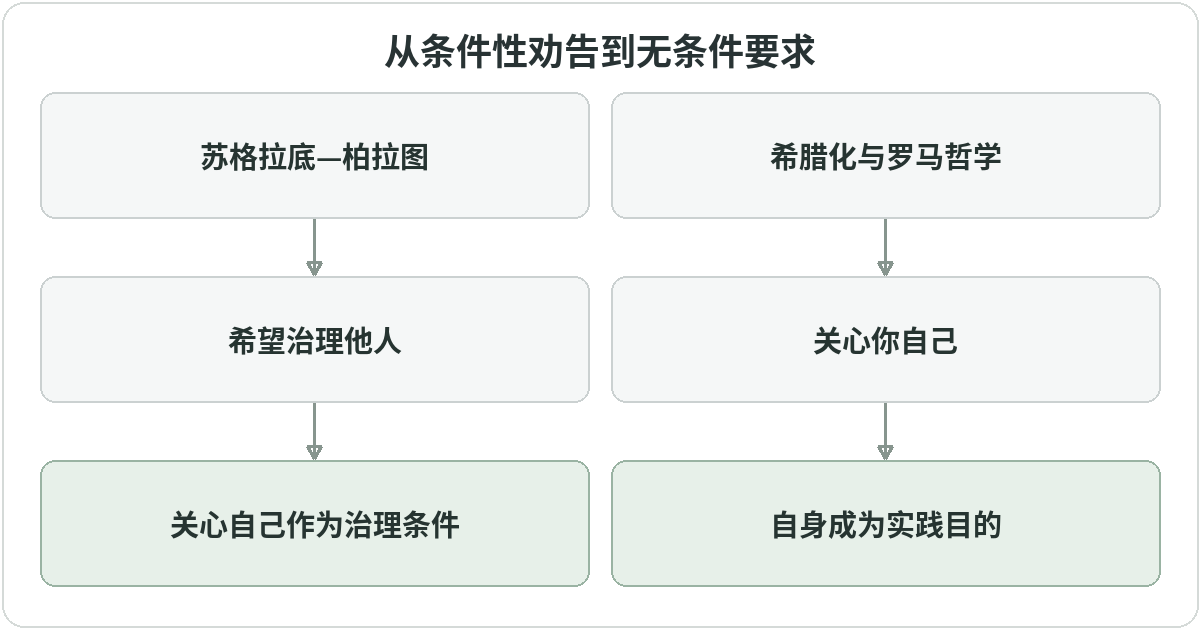 从条件性劝告到无条件要求
苏格拉底—柏拉图
希腊化与罗马哲学
希望治理他人
关心你自己
关心自己作为治理条件
自身成为实践目的